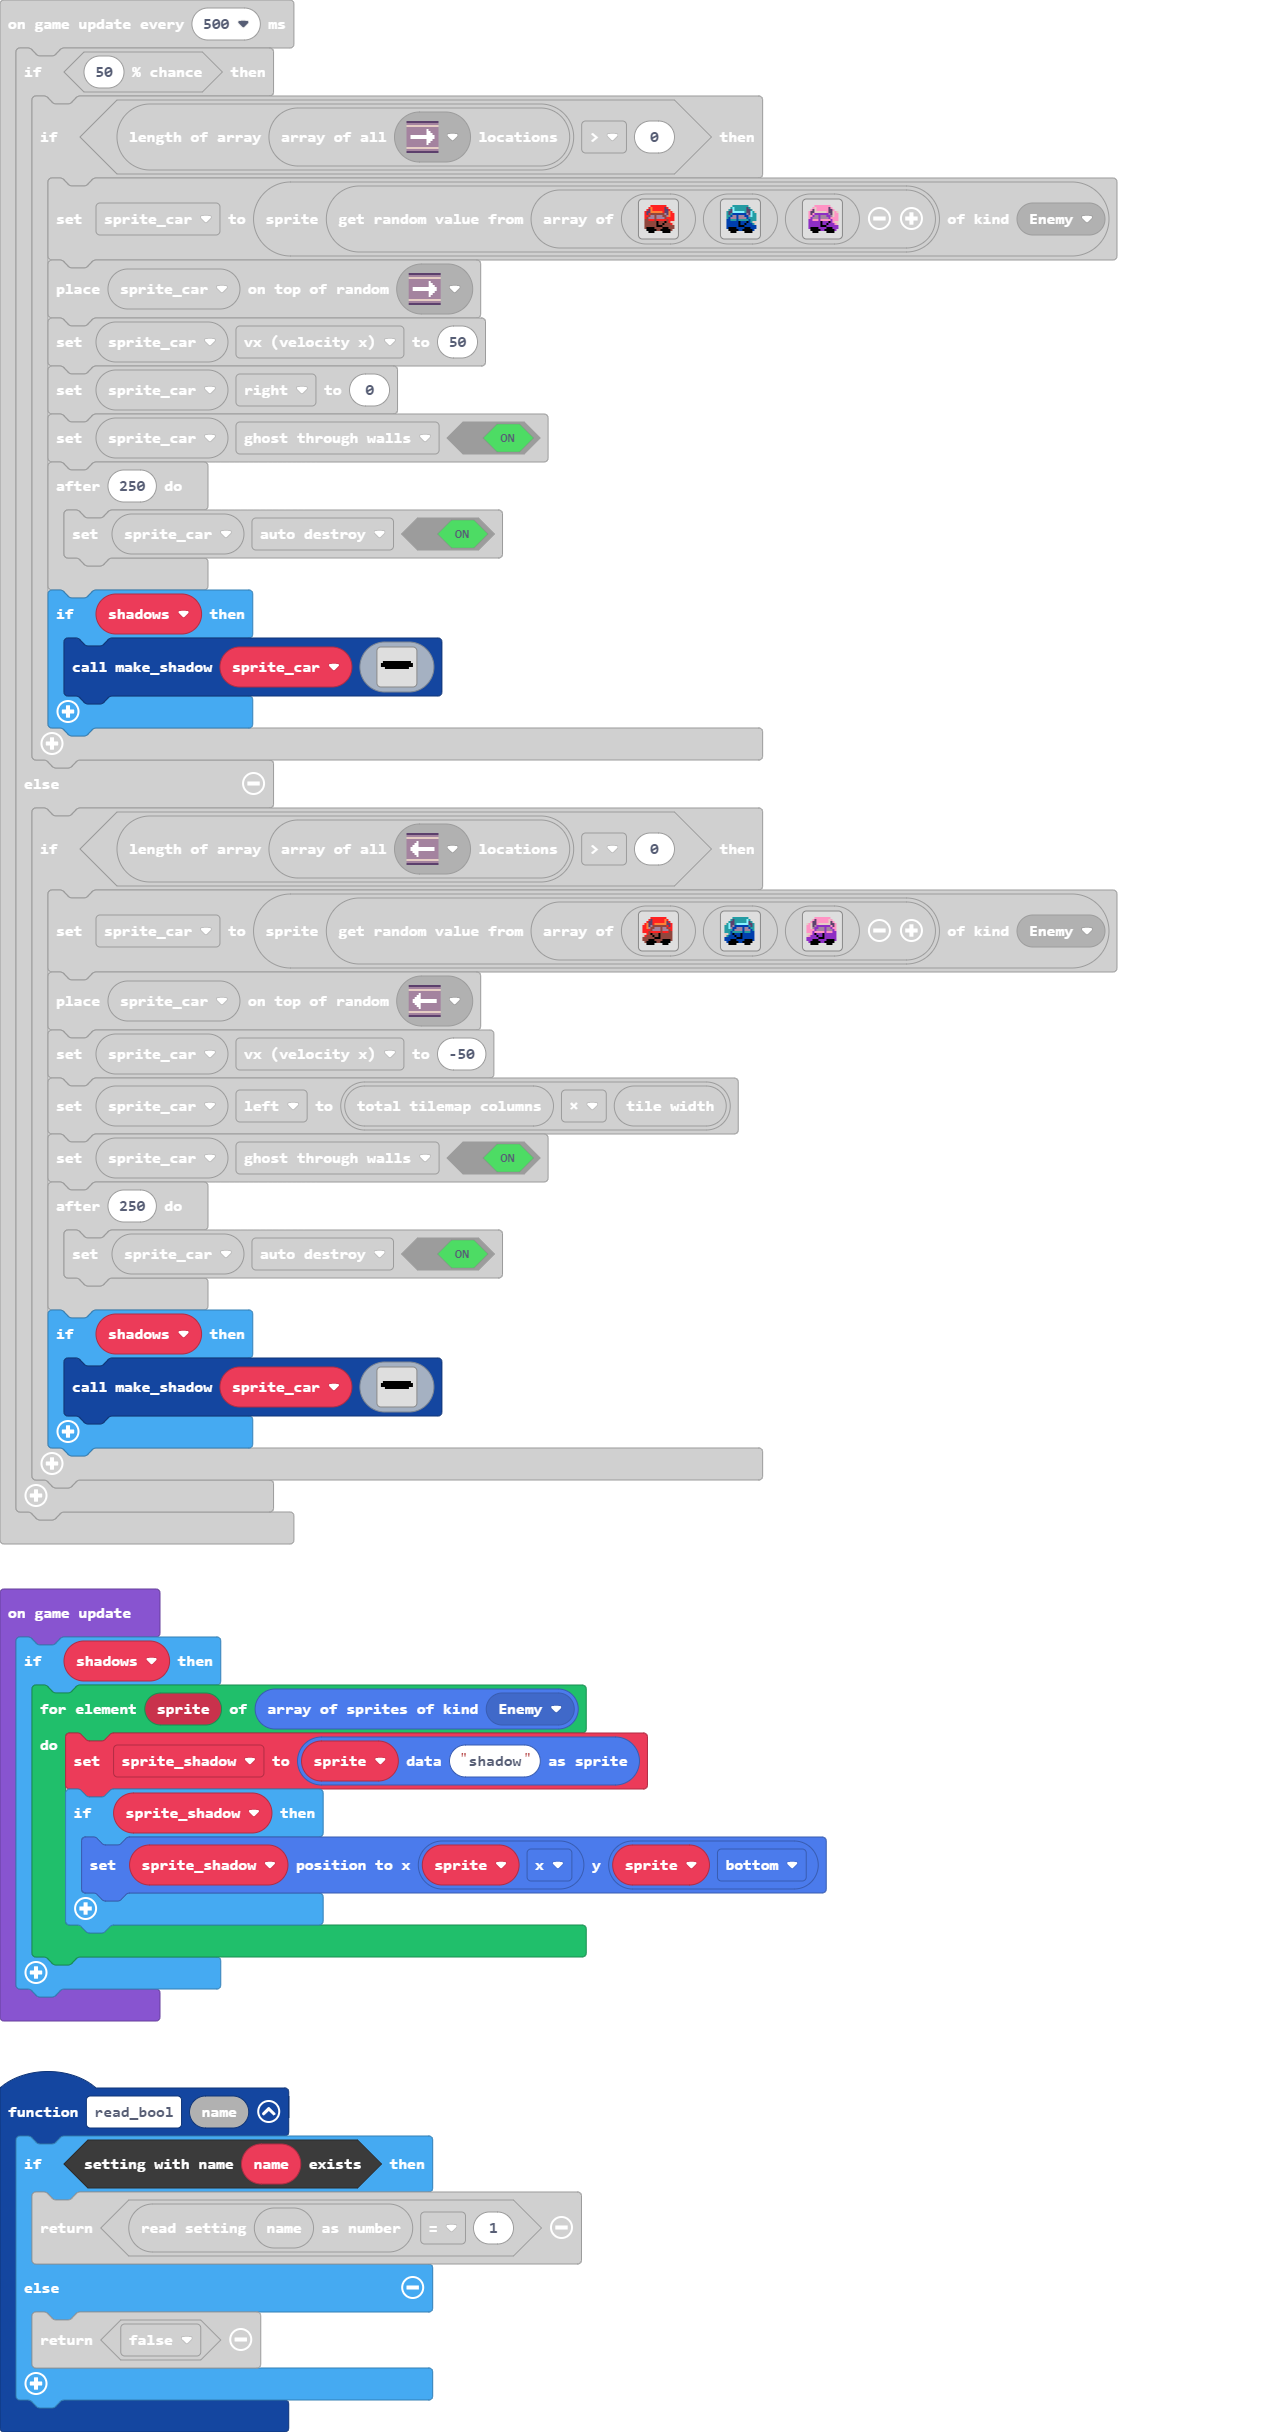 on game update every 500 ms
if 50 % chance then
if length of array array of all locations > 0 then
set sprite_car to sprite get random value from array of of kind Enemy
place sprite_car on top of random
set sprite_car vx (velocity x) to 50
set sprite_car right to 0
set sprite_car ghost through walls ON
after 250 do
set sprite_car auto destroy ON
if shadows then
call make_shadow sprite_car
else
if length of array array of all locations > 0 then
set sprite_car to sprite get random value from array of of kind Enemy
place sprite_car on top of random
set sprite_car vx (velocity x) to -50
set sprite_car left to total tilemap columns × tile width
set sprite_car ghost through walls ON
after 250 do
set sprite_car auto destroy ON
if shadows then
call make_shadow sprite_car
on game update
if shadows then
for element sprite of array of sprites of kind Enemy
do
set sprite_shadow to sprite data "shadow" as sprite
if sprite_shadow then
set sprite_shadow position to x sprite x y sprite bottom
function read_bool name
if setting with name name exists then
return read setting name as number = 1
else
return false